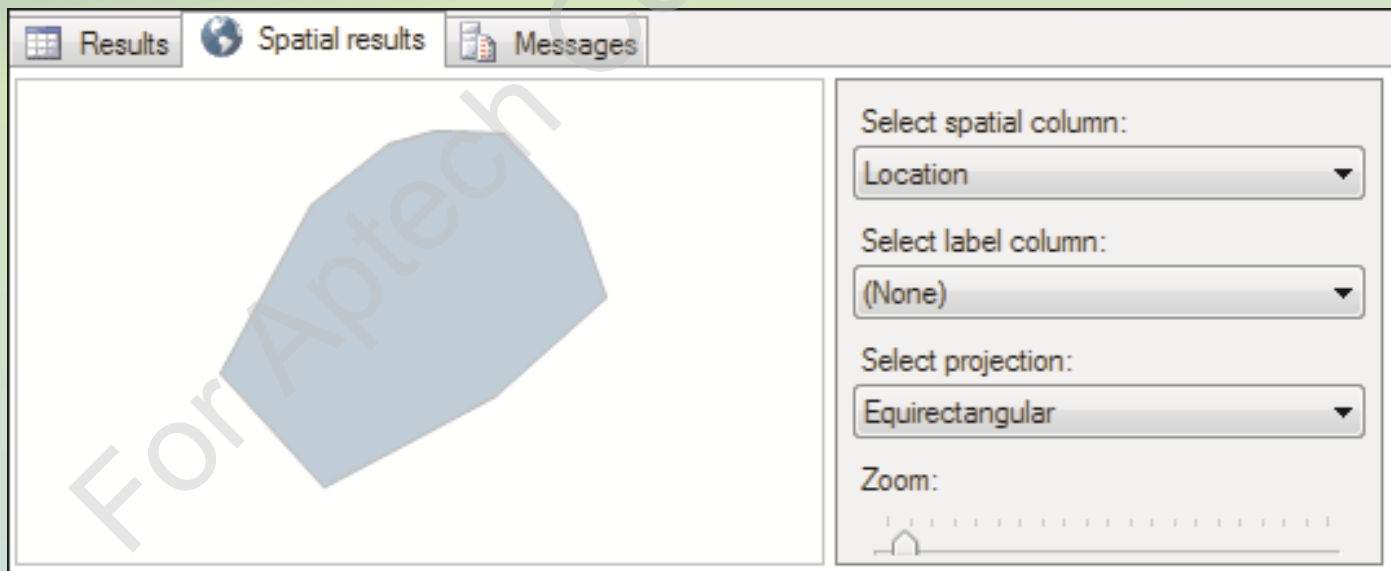 Results
Spatial results
Messages
Select spatial column:
Location
Select label column:
(None)
Select projection:
Equirectangular
Zoom:
For Aptech